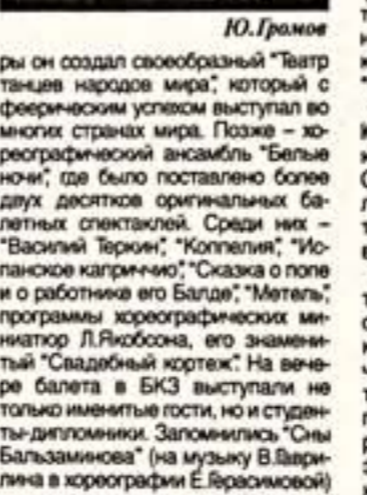 Ю.Громов
ры он создал своеобразный "Театр
танцев народов мира", который с
феерическим успехом выступал во
многих странах мира. Позже – хо-
реографический ансамбль "Белые
ночи", где было поставлено более
двух десятков оригинальных ба-
летных спектаклей. Среди них –
"Василий Теркин", "Коппелия", "Ис-
панское каприччио", "Сказка о попе
и о работнике его Балде", "Метель",
программы хореографических ми-
ниатюр Л.Якобсона, его знамени-
тый "Свадебный кортеж". На вече-
ре балета в БКЗ выступали не
только именитые гости, но и студен-
ты-дипломники. Запомнились "Сны
Бальзаминова" (на музыку В.Гаври-
лина в хореографии Е.Герасимовой)